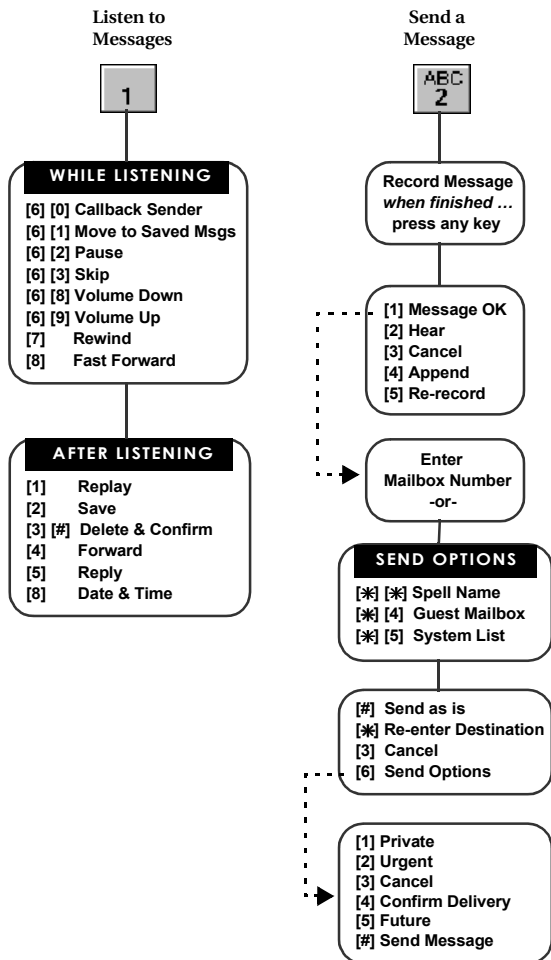 Listen to
Messages
1
WHILE LISTENING
[6] [0] Callback Sender
[6] [1] Move to Saved Msgs
[6] [2] Pause
[6] [3] Skip
[6] [8] Volume Down
[6] [9] Volume Up
[7] Rewind
[8] Fast Forward
AFTER LISTENING
[1] Replay
[2] Save
[3] [#] Delete & Confirm
[4] Forward
[5] Reply
[8] Date & Time
Send a
Message
ABC
2
Record Message
when finished ...
press any key
[1] Message OK
[2] Hear
[3] Cancel
[4] Append
[5] Re-record
Enter
Mailbox Number
-or-
SEND OPTIONS
[*] [*] Spell Name
[*] [4] Guest Mailbox
[*] [5] System List
[#] Send as is
[*] Re-enter Destination
[3] Cancel
[6] Send Options
[1] Private
[2] Urgent
[3] Cancel
[4] Confirm Delivery
[5] Future
[#] Send Message